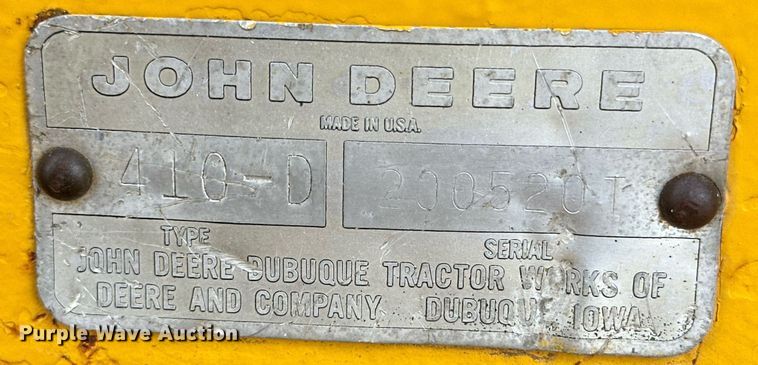 JOHN DEERE
MADE IN U.S.A.
410-D 200520T
TYPE SERIAL
JOHN DEERE DUBUQUE TRACTOR WORKS OF
DEERE AND COMPANY DUBUQUE IOWA
Purple Wave Auction